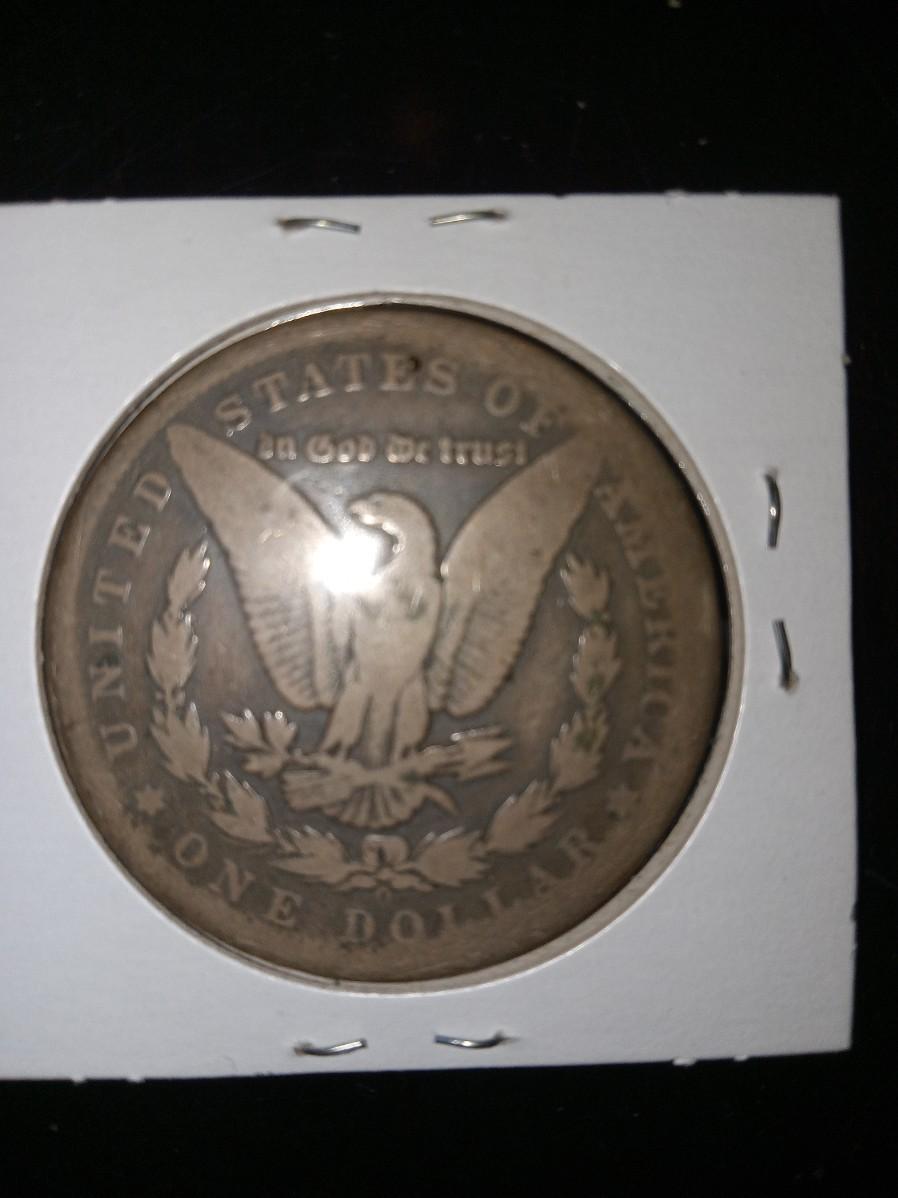 UNITED STATES OF AMERICA
In God We trust
O
ONE DOLLAR